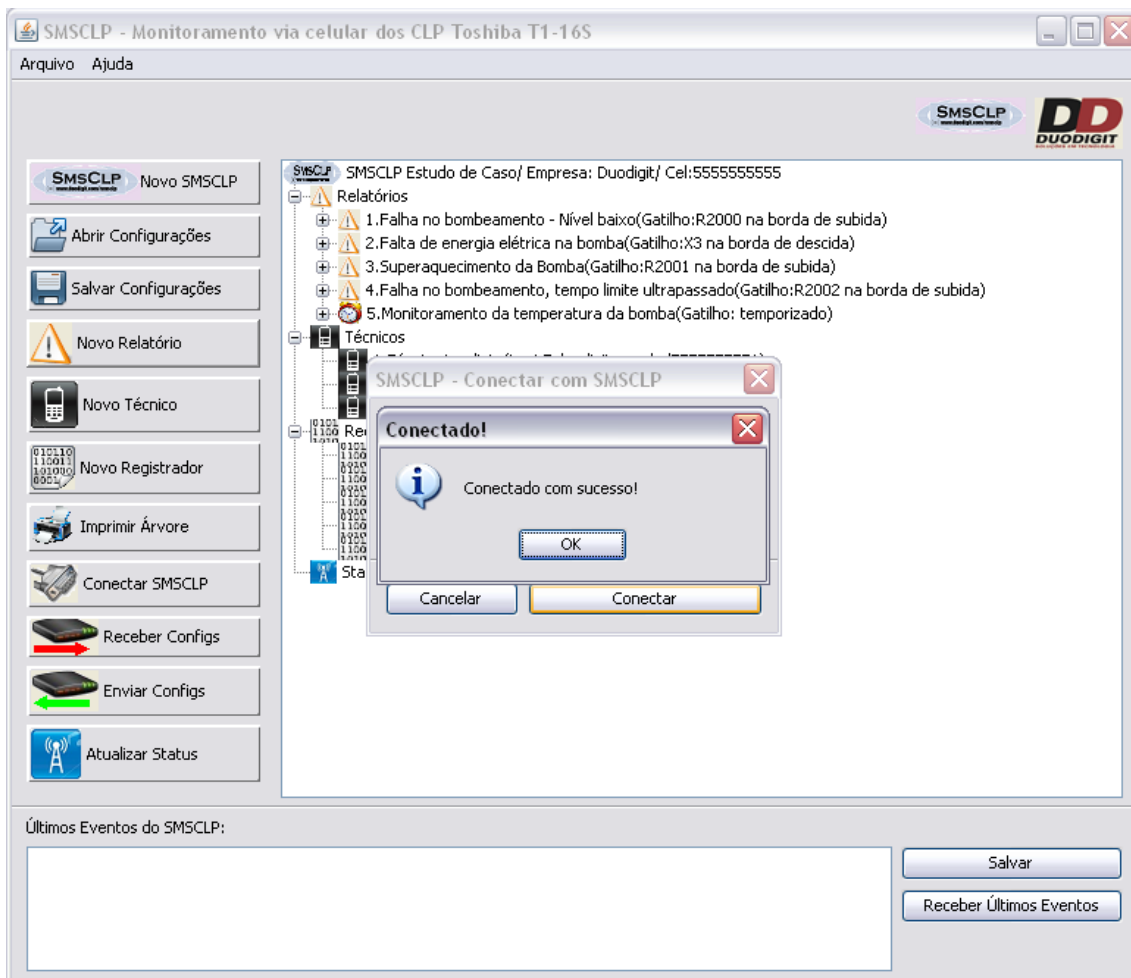 SMSCLP - Monitoramento via celular dos CLP Toshiba T1-16S
Arquivo Ajuda
SMSCLP
DD
DUODIGIT
SMSCLP Novo SMSCLP
Abrir Configurações
Salvar Configurações
Novo Relatório
Novo Técnico
Novo Registrador
Imprimir Árvore
Conectar SMSCLP
Receber Configs
Enviar Configs
Atualizar Status
SMSCLP SMSCLP Estudo de Caso/ Empresa: Duodigit/ Cel:5555555555
Relatórios
1.Falha no bombeamento - Nível baixo(Gatilho:R2000 na borda de subida)
2.Falta de energia elétrica na bomba(Gatilho:X3 na borda de descida)
3.Superaquecimento da Bomba(Gatilho:R2001 na borda de subida)
4.Falha no bombeamento, tempo limite ultrapassado(Gatilho:R2002 na borda de subida)
5.Monitoramento da temperatura da bomba(Gatilho: temporizado)
Técnicos
Re
Sta
SMSCLP - Conectar com SMSCLP
Conectado!
Conectado com sucesso!
OK
Cancelar Conectar
Últimos Eventos do SMSCLP:
Salvar
Receber Últimos Eventos